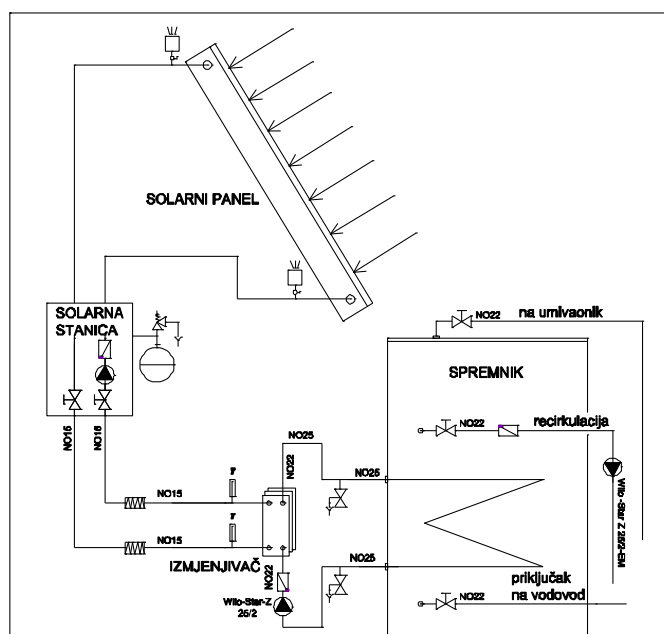 SOLARNI PANEL
SOLARNA
STANICA
NO22
na umivaonik
SPREMNIK
NO22
recirkulacija
NO15
NO16
NO25
NO22
NO25
Wilo-Star Z 25/2-EM
T
NO15
T
NO15
IZMJENJIVAČ
NO22
NO25
Wilo-Star-Z
25/2
priključak
na vodovod
NO22